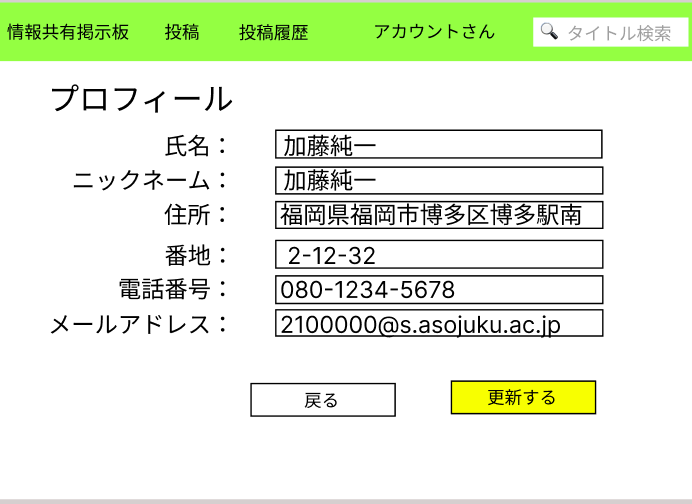 情報共有掲示板 投稿 投稿履歴 アカウントさん タイトル検索
プロフィール
氏名： 加藤純一
ニックネーム： 加藤純一
住所： 福岡県福岡市博多区博多駅南
番地： 2-12-32
電話番号： 080-1234-5678
メールアドレス： 2100000@s.asojuku.ac.jp
戻る 更新する